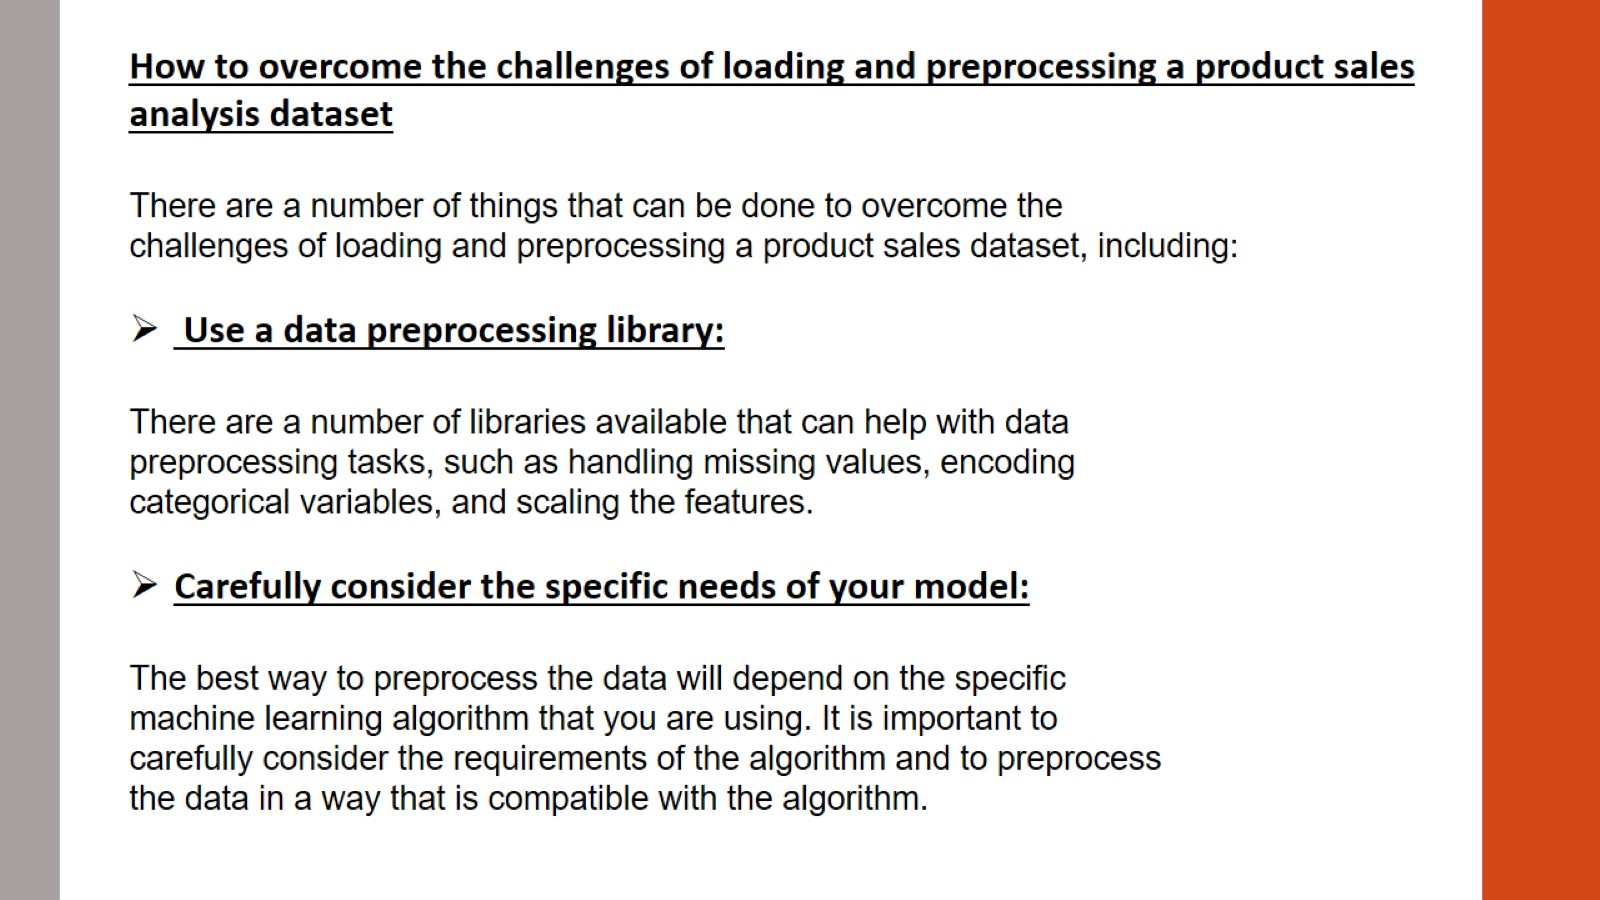 How to overcome the challenges of loading and preprocessing a product sales
analysis dataset
There are a number of things that can be done to overcome the
challenges of loading and preprocessing a product sales dataset, including:
➢ Use a data preprocessing library:
There are a number of libraries available that can help with data
preprocessing tasks, such as handling missing values, encoding
categorical variables, and scaling the features.
➢ Carefully consider the specific needs of your model:
The best way to preprocess the data will depend on the specific
machine learning algorithm that you are using. It is important to
carefully consider the requirements of the algorithm and to preprocess
the data in a way that is compatible with the algorithm.